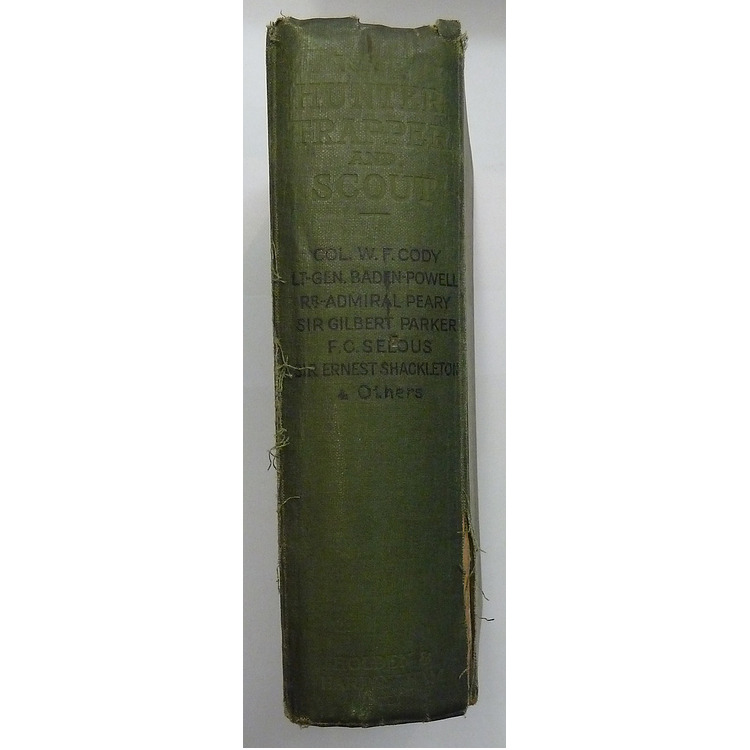 HUNTER
TRAPPER
AND
SCOUT
COL. W. F. CODY
LT-GEN. BADEN-POWELL
RR-ADMIRAL PEARY
SIR GILBERT PARKER
F. C. SELOUS
SIR ERNEST SHACKLETON
& Others
HOLDEN &